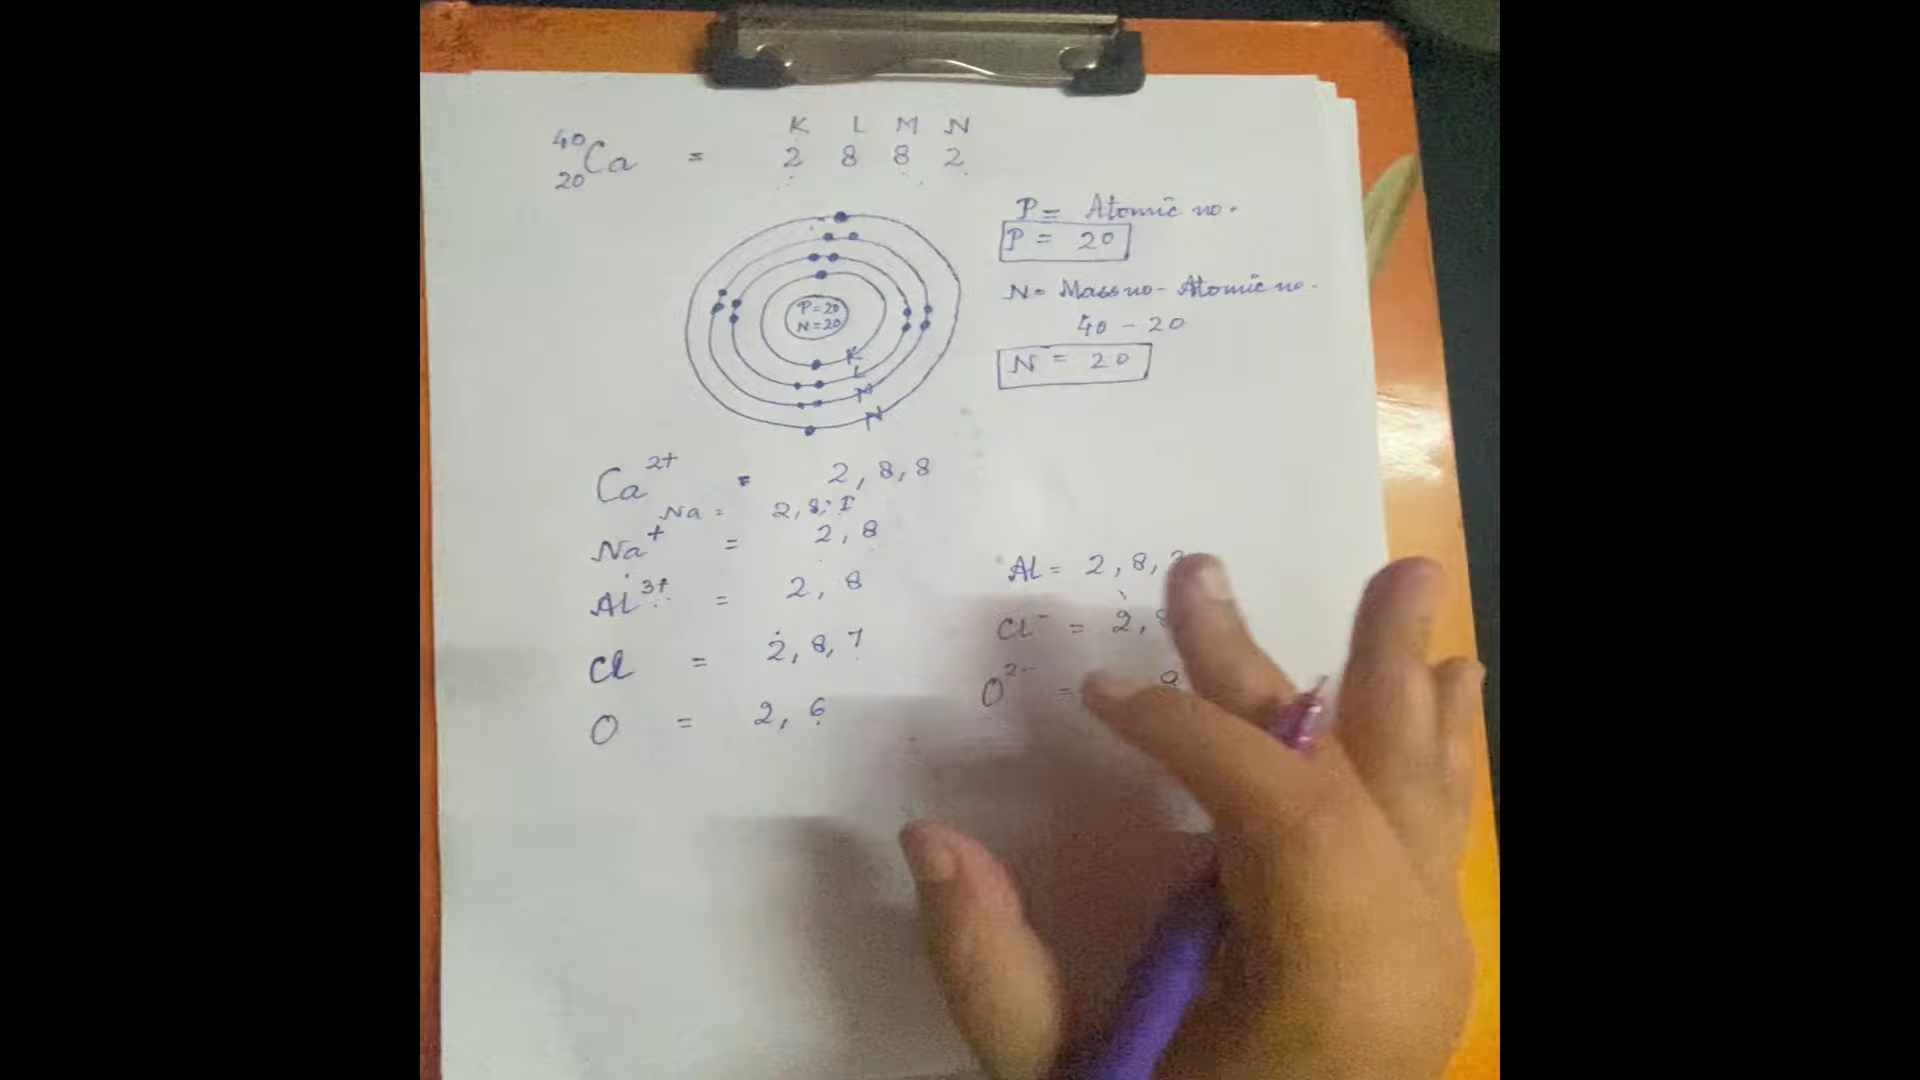 K L M N
⁴⁰₂₀Ca = 2 8 8 2
P = Atomic no.
P = 20
N = Mass no - Atomic no.
40 - 20
N = 20
P = 20
N = 20
K
L
M
N
Ca²⁺ = 2, 8, 8
Na = 2, 8, 1
Na⁺ = 2, 8
Al³⁺ = 2, 8
Al = 2, 8,
Cl = 2, 8, 7
Cl⁻ = 2,
O = 2, 6
O²⁻ =